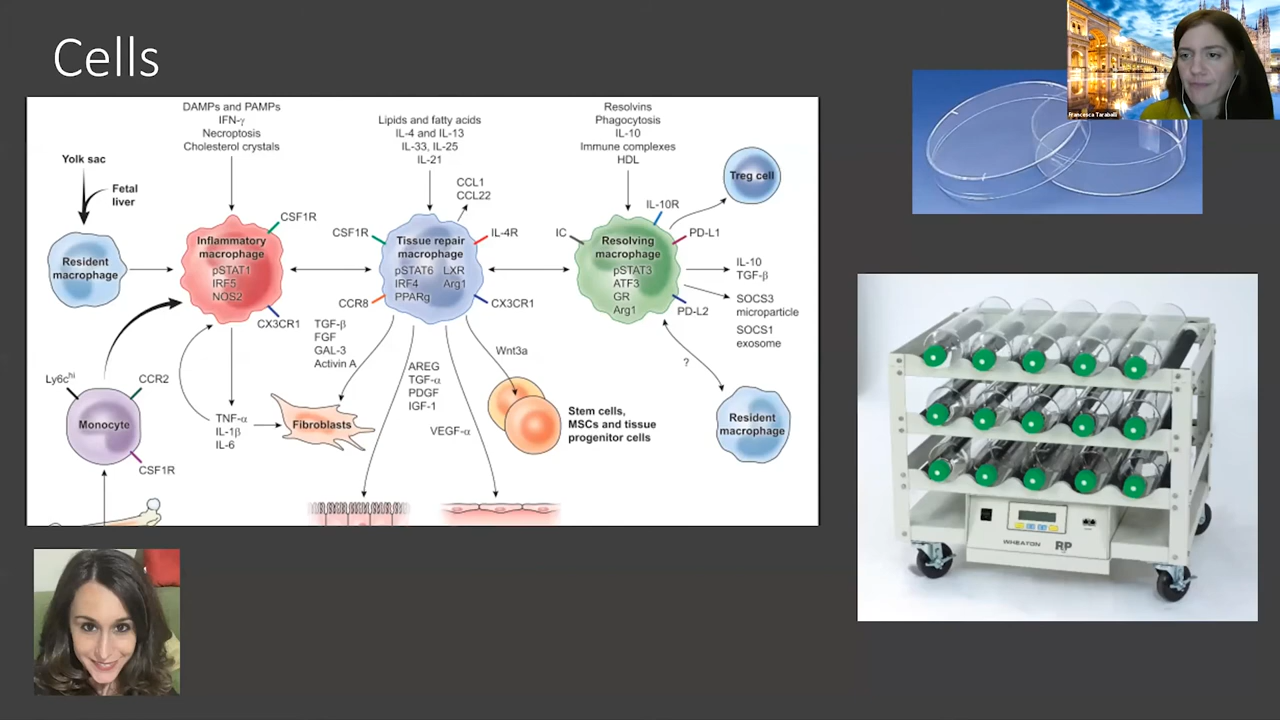 Cells
DAMPs and PAMPs
IFN-γ
Necroptosis
Cholesterol crystals
Lipids and fatty acids
IL-4 and IL-13
IL-33, IL-25
IL-21
Resolvins
Phagocytosis
IL-10
Immune complexes
HDL
Yolk sac
Fetal
liver
CCL1
CCL22
Treg cell
CSF1R
CSF1R
IL-4R
IC
IL-10R
PD-L1
Resident
macrophage
Inflammatory
macrophage
pSTAT1
IRF5
NOS2
Tissue repair
macrophage
pSTAT6 LXR
IRF4 Arg1
PPARg
Resolving
macrophage
pSTAT3
ATF3
GR
Arg1
IL-10
TGF-β
SOCS3
microparticle
SOCS1
exosome
CX3CR1
CCR8
CX3CR1
PD-L2
TGF-β
FGF
GAL-3
Activin A
Wnt3a
?
AREG
TGF-α
PDGF
IGF-1
VEGF-α
Ly6chi
CCR2
Monocyte
CSF1R
TNF-α
IL-1β
IL-6
Fibroblasts
Stem cells,
MSCs and tissue
progenitor cells
Resident
macrophage
Francesca Taraballi
WHEATON RP